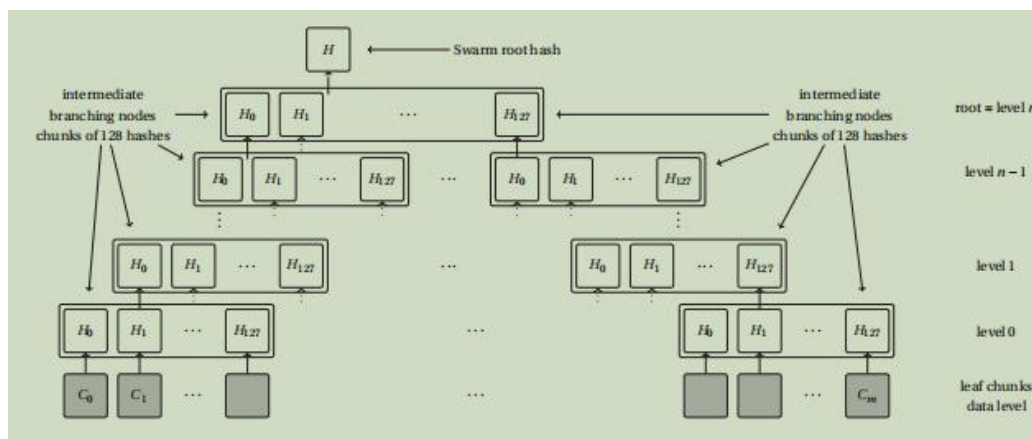 H
Swarm root hash
intermediate
branching nodes
chunks of 128 hashes
H₀ H₁ ... H₁₂₇
intermediate
branching nodes
chunks of 128 hashes
root = level n
H₀ H₁ ... H₁₂₇ ... H₀ H₁ ... H₁₂₇
level n − 1
⋮ ⋮
H₀ H₁ ... H₁₂₇ ... H₀ H₁ ... H₁₂₇
level 1
H₀ H₁ ... H₁₂₇ ... H₀ H₁ ... H₁₂₇
level 0
C₀ C₁ ... ... ... Cₘ
leaf chunks
data level